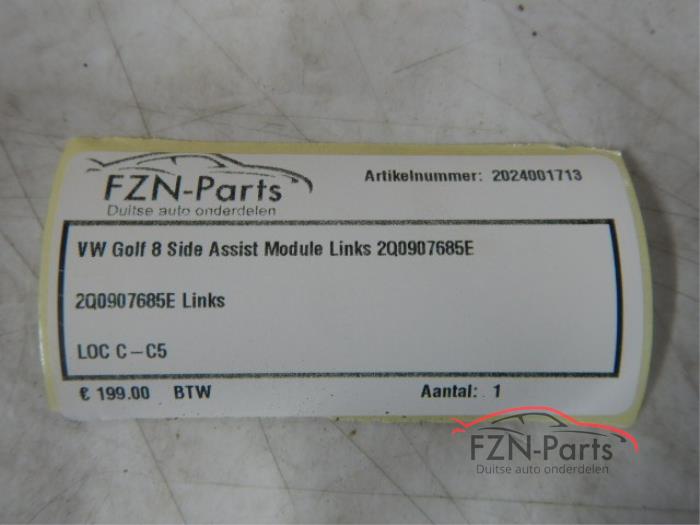 FZN-Parts
Duitse auto onderdelen
Artikelnummer: 2024001713
VW Golf 8 Side Assist Module Links 2Q0907685E
2Q0907685E Links
LOC C-C5
€ 199.00 BTW
Aantal: 1
FZN-Parts
Duitse auto onderdelen